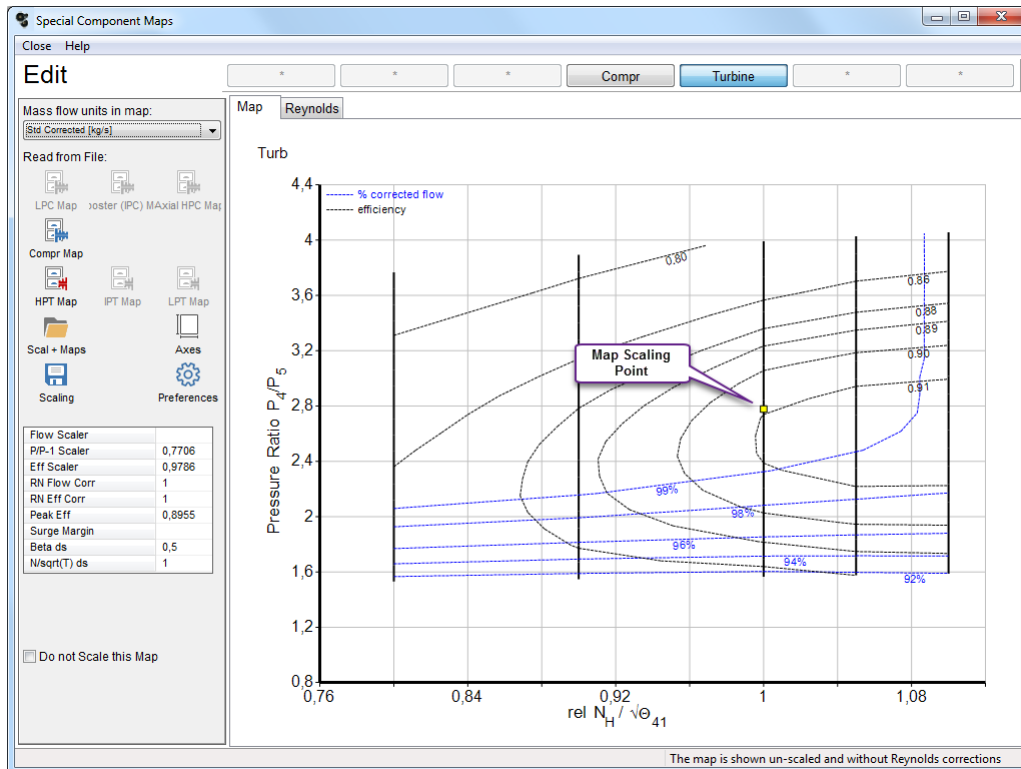 Special Component Maps
Close Help
Edit
* * * Compr Turbine * *
Mass flow units in map:
Std Corrected [kg/s]
Read from File:
LPC Map ooster (IPC) M Axial HPC Map
Compr Map
HPT Map IPT Map LPT Map
Scal + Maps Axes
Scaling Preferences
Flow Scaler
P/P-1 Scaler 0,7706
Eff Scaler 0,9786
RN Flow Corr 1
RN Eff Corr 1
Peak Eff 0,8955
Surge Margin
Beta ds 0,5
N/sqrt(T) ds 1
Do not Scale this Map
Map Reynolds
Turb
% corrected flow
efficiency
Pressure Ratio P4/P5
4,4
4
3,6
3,2
2,8
2,4
2
1,6
1,2
0,8
0.80
0.86
0.88
0.89
0.90
0.91
Map Scaling
Point
99%
98%
96%
94%
92%
0,76 0,84 0,92 1 1,08
rel NH / √Θ41
The map is shown un-scaled and without Reynolds corrections